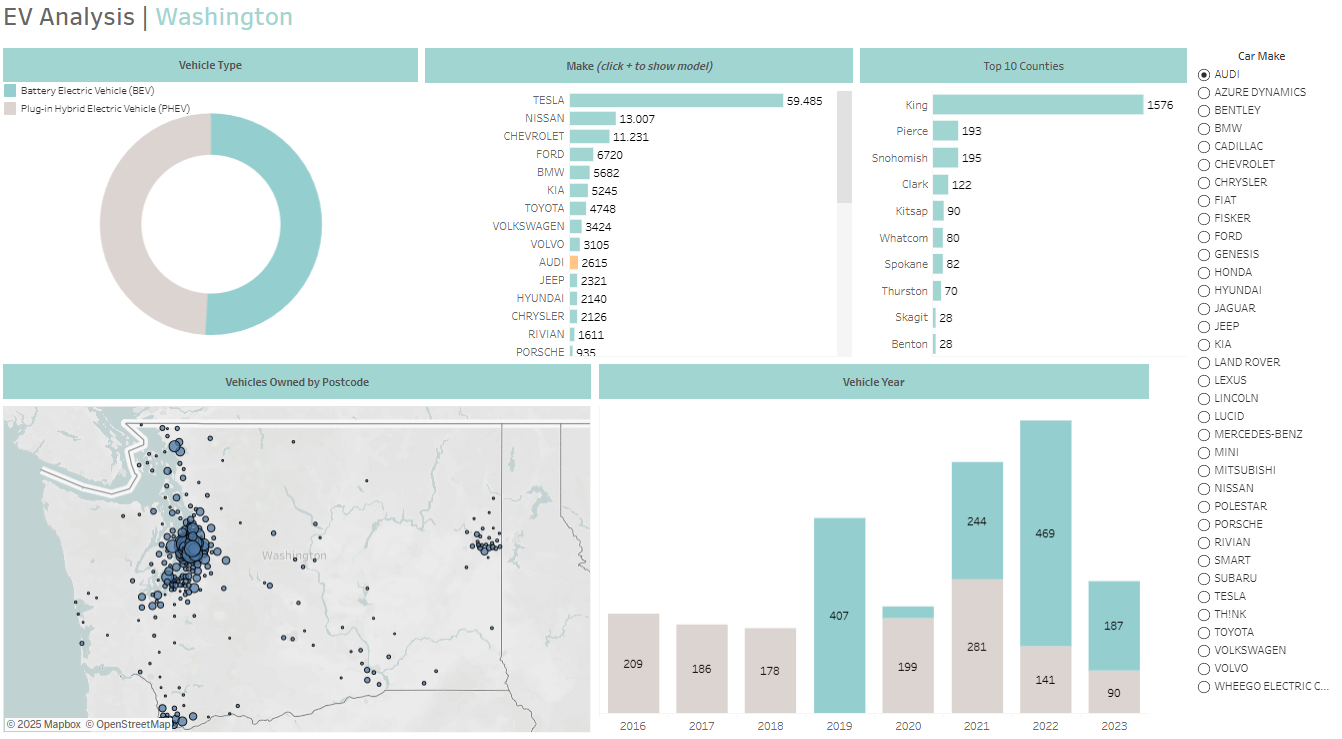 EV Analysis | Washington
Vehicle Type
Battery Electric Vehicle (BEV)
Plug-in Hybrid Electric Vehicle (PHEV)
Make (click + to show model)
TESLA 59.485
NISSAN 13.007
CHEVROLET 11.231
FORD 6720
BMW 5682
KIA 5245
TOYOTA 4748
VOLKSWAGEN 3424
VOLVO 3105
AUDI 2615
JEEP 2321
HYUNDAI 2140
CHRYSLER 2126
RIVIAN 1611
PORSCHE 935
Top 10 Counties
King 1576
Pierce 193
Snohomish 195
Clark 122
Kitsap 90
Whatcom 80
Spokane 82
Thurston 70
Skagit 28
Benton 28
Car Make
AUDI
AZURE DYNAMICS
BENTLEY
BMW
CADILLAC
CHEVROLET
CHRYSLER
FIAT
FISKER
FORD
GENESIS
HONDA
HYUNDAI
JAGUAR
JEEP
KIA
LAND ROVER
LEXUS
LINCOLN
LUCID
MERCEDES-BENZ
MINI
MITSUBISHI
NISSAN
POLESTAR
PORSCHE
RIVIAN
SMART
SUBARU
TESLA
TH!NK
TOYOTA
VOLKSWAGEN
VOLVO
WHEEGO ELECTRIC C...
Vehicles Owned by Postcode
Washington
© 2025 Mapbox © OpenStreetMap
Vehicle Year
209
186
178
407
199
244
281
469
141
187
90
2016 2017 2018 2019 2020 2021 2022 2023